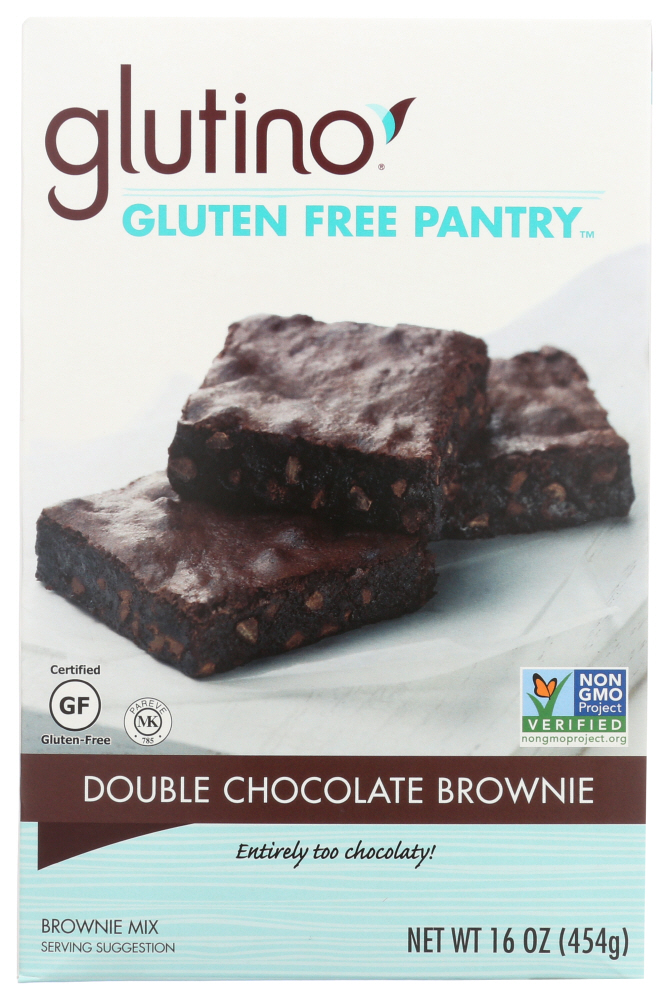 glutino®
GLUTEN FREE PANTRY™
Certified
GF
Gluten-Free
PAREVE
MK
785
NON
GMO
Project
VERIFIED
nongmoproject.org
DOUBLE CHOCOLATE BROWNIE
Entirely too chocolaty!
BROWNIE MIX
SERVING SUGGESTION
NET WT 16 OZ (454g)